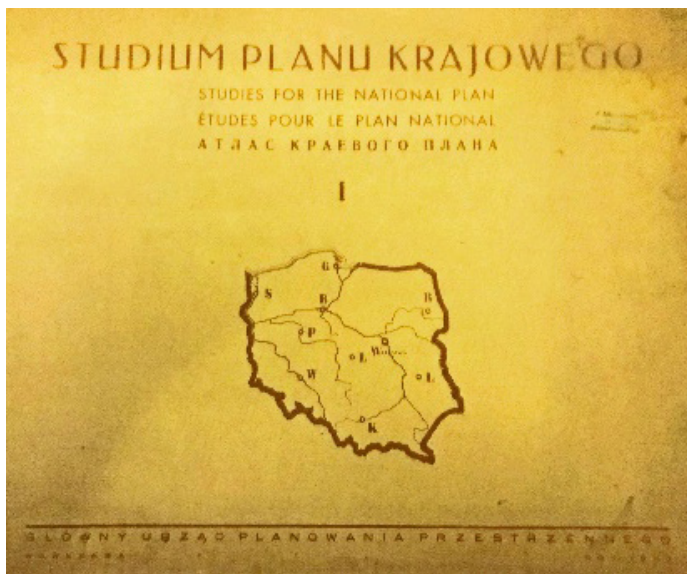 STUDIUM PLANU KRAJOWEGO
STUDIES FOR THE NATIONAL PLAN
ÉTUDES POUR LE PLAN NATIONAL
АТЛАС КРАЕВОГО ПЛАНА
I
G
S
B
B
P
Ł
W
L
K
GŁÓWNY URZĄD PLANOWANIA PRZESTRZENNEGO
WARSZAWA